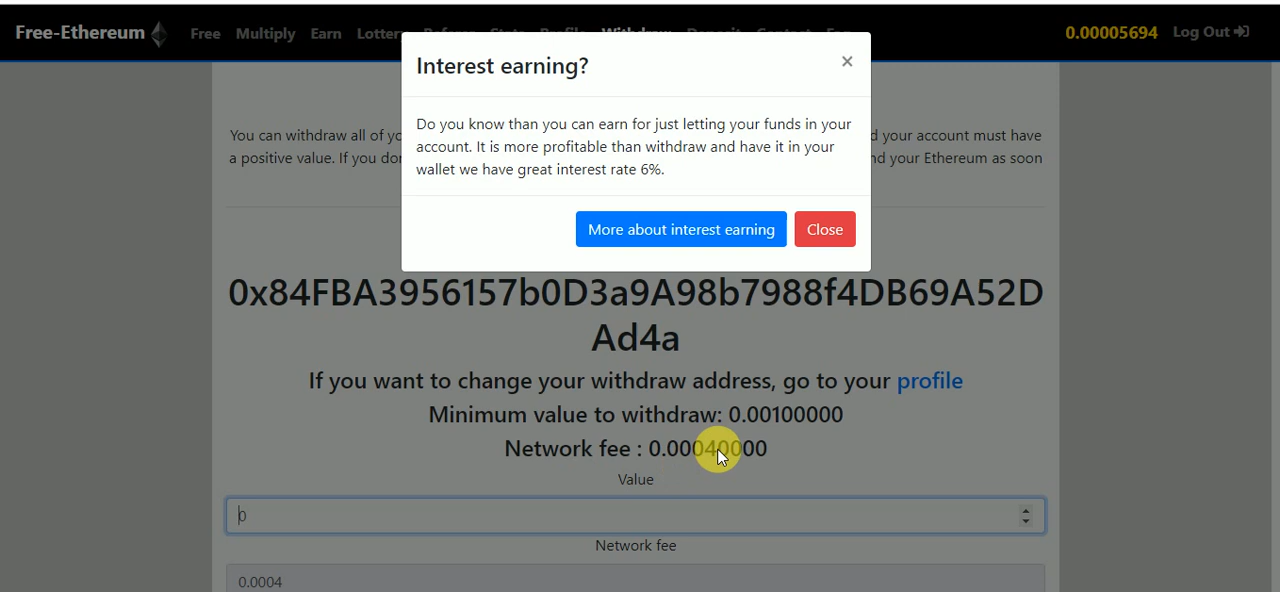 Free-Ethereum
Free Multiply Earn Lotter
0.00005694 Log Out
Interest earning?
×
Do you know than you can earn for just letting your funds in your
account. It is more profitable than withdraw and have it in your
wallet we have great interest rate 6%.
More about interest earning
Close
You can withdraw all of yo
d your account must have
a positive value. If you don
nd your Ethereum as soon
0x84FBA3956157b0D3a9A98b7988f4DB69A52D
Ad4a
If you want to change your withdraw address, go to your profile
Minimum value to withdraw: 0.00100000
Network fee : 0.00040000
Value
0
Network fee
0.0004